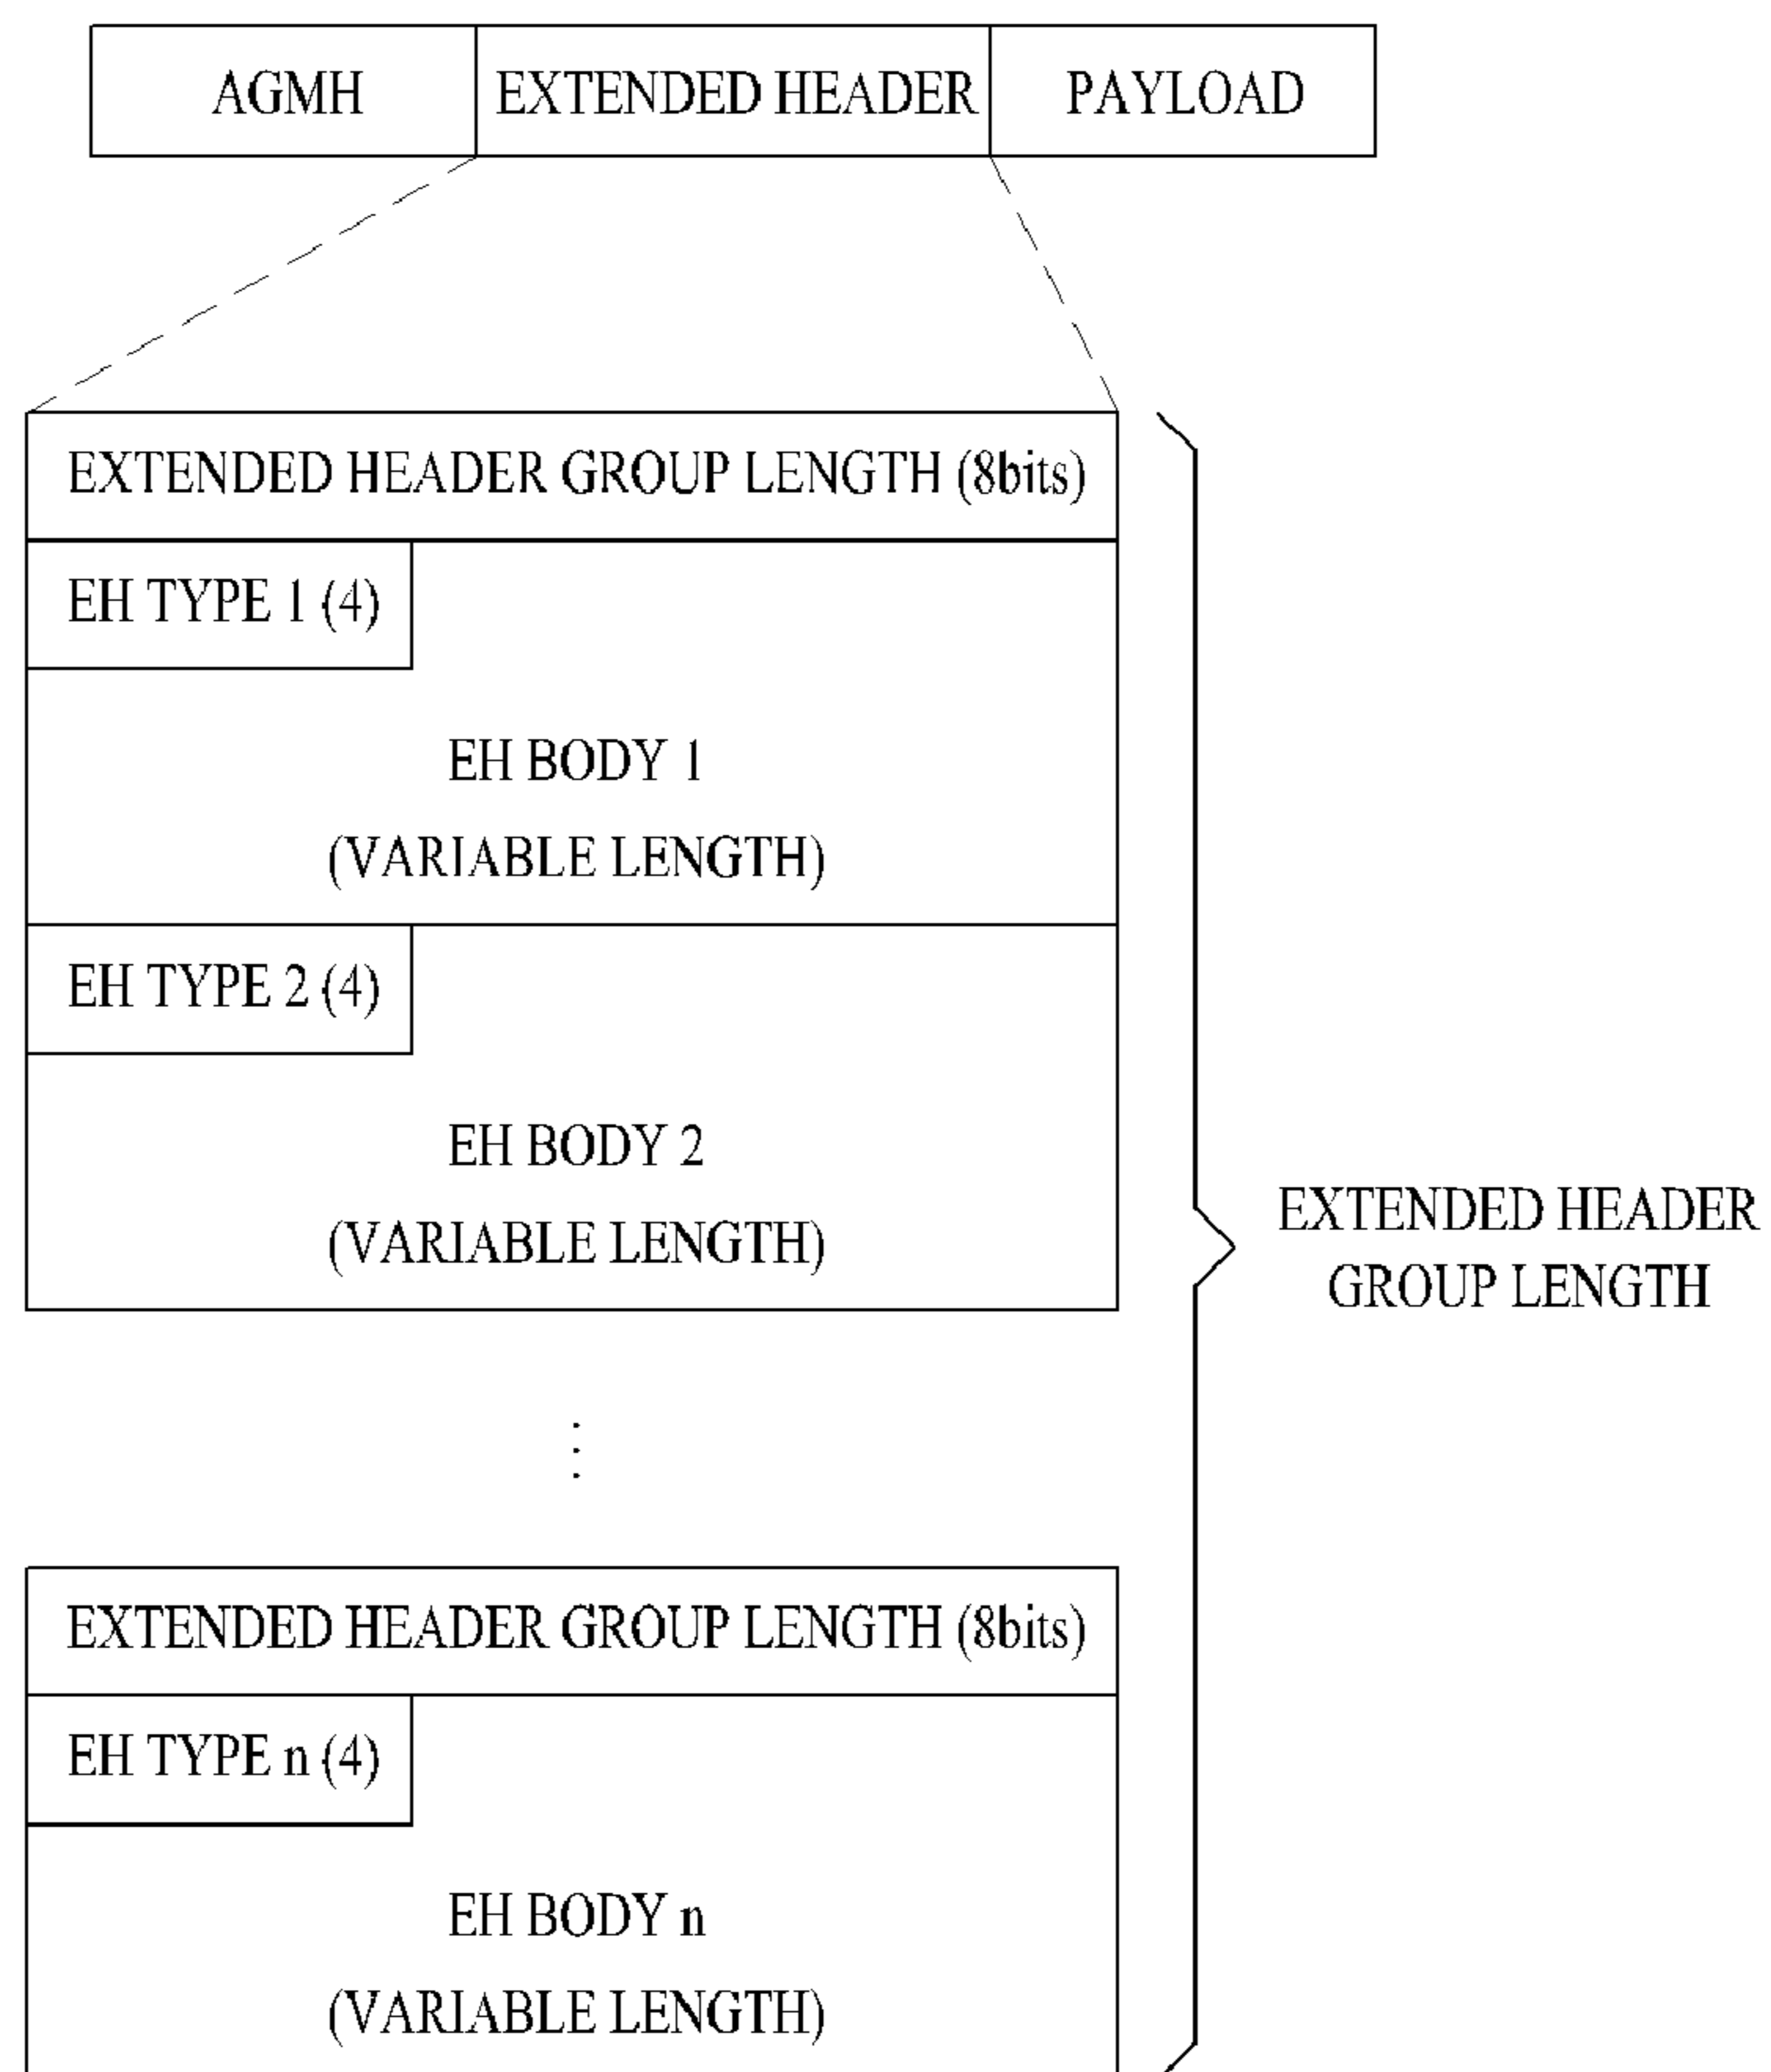 AGMH EXTENDED HEADER PAYLOAD
EXTENDED HEADER GROUP LENGTH (8bits)
EH TYPE 1 (4)
EH BODY 1
(VARIABLE LENGTH)
EH TYPE 2 (4)
EH BODY 2
(VARIABLE LENGTH)
EXTENDED HEADER
GROUP LENGTH
EXTENDED HEADER GROUP LENGTH (8bits)
EH TYPE n (4)
EH BODY n
(VARIABLE LENGTH)